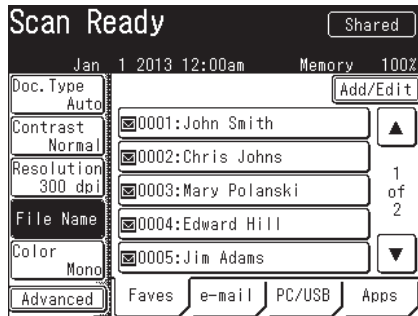 Scan Ready
Shared
Jan 1 2013 12:00am Memory 100%
Doc.Type
Auto
Add/Edit
Contrast
Normal
0001:John Smith
Resolution
300 dpi
0002:Chris Johns
0003:Mary Polanski
1
of
2
File Name
0004:Edward Hill
Color
Mono
0005:Jim Adams
Advanced
Faves e-mail PC/USB Apps